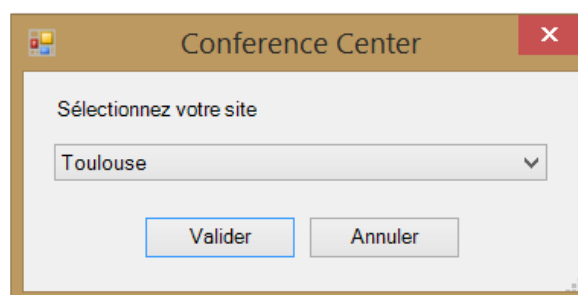 Conference Center
Sélectionnez votre site
Toulouse
Valider Annuler